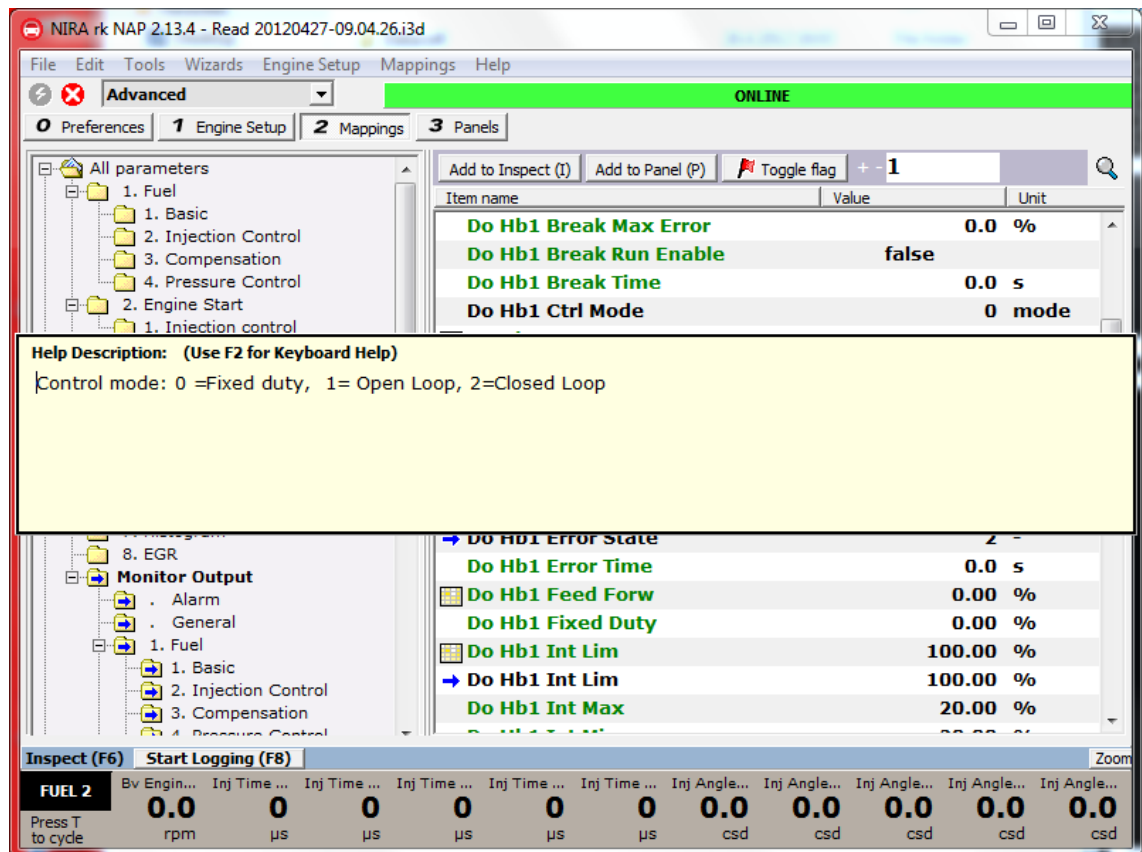 NIRA rk NAP 2.13.4 - Read 20120427-09.04.26.i3d
File Edit Tools Wizards Engine Setup Mappings Help
Advanced
ONLINE
0 Preferences 1 Engine Setup 2 Mappings 3 Panels
All parameters
1. Fuel
1. Basic
2. Injection Control
3. Compensation
4. Pressure Control
2. Engine Start
1. Injection control
Add to Inspect (I) Add to Panel (P) Toggle flag + - 1
Item name Value Unit
Do Hb1 Break Max Error 0.0 %
Do Hb1 Break Run Enable false
Do Hb1 Break Time 0.0 s
Do Hb1 Ctrl Mode 0 mode
Help Description: (Use F2 for Keyboard Help)
Control mode: 0 =Fixed duty, 1= Open Loop, 2=Closed Loop
8. EGR
Monitor Output
. Alarm
. General
1. Fuel
1. Basic
2. Injection Control
3. Compensation
4. Pressure Control
Do Hb1 Error State 2 -
Do Hb1 Error Time 0.0 s
Do Hb1 Feed Forw 0.00 %
Do Hb1 Fixed Duty 0.00 %
Do Hb1 Int Lim 100.00 %
Do Hb1 Int Lim 100.00 %
Do Hb1 Int Max 20.00 %
Inspect (F6) Start Logging (F8) Zoom
FUEL 2
Press T
to cycle
Bv Engin... Inj Time ... Inj Time ... Inj Time ... Inj Time ... Inj Time ... Inj Angle... Inj Angle... Inj Angle... Inj Angle... Inj Angle...
0.0 0 0 0 0 0 0.0 0.0 0.0 0.0 0.0
rpm µs µs µs µs µs csd csd csd csd csd